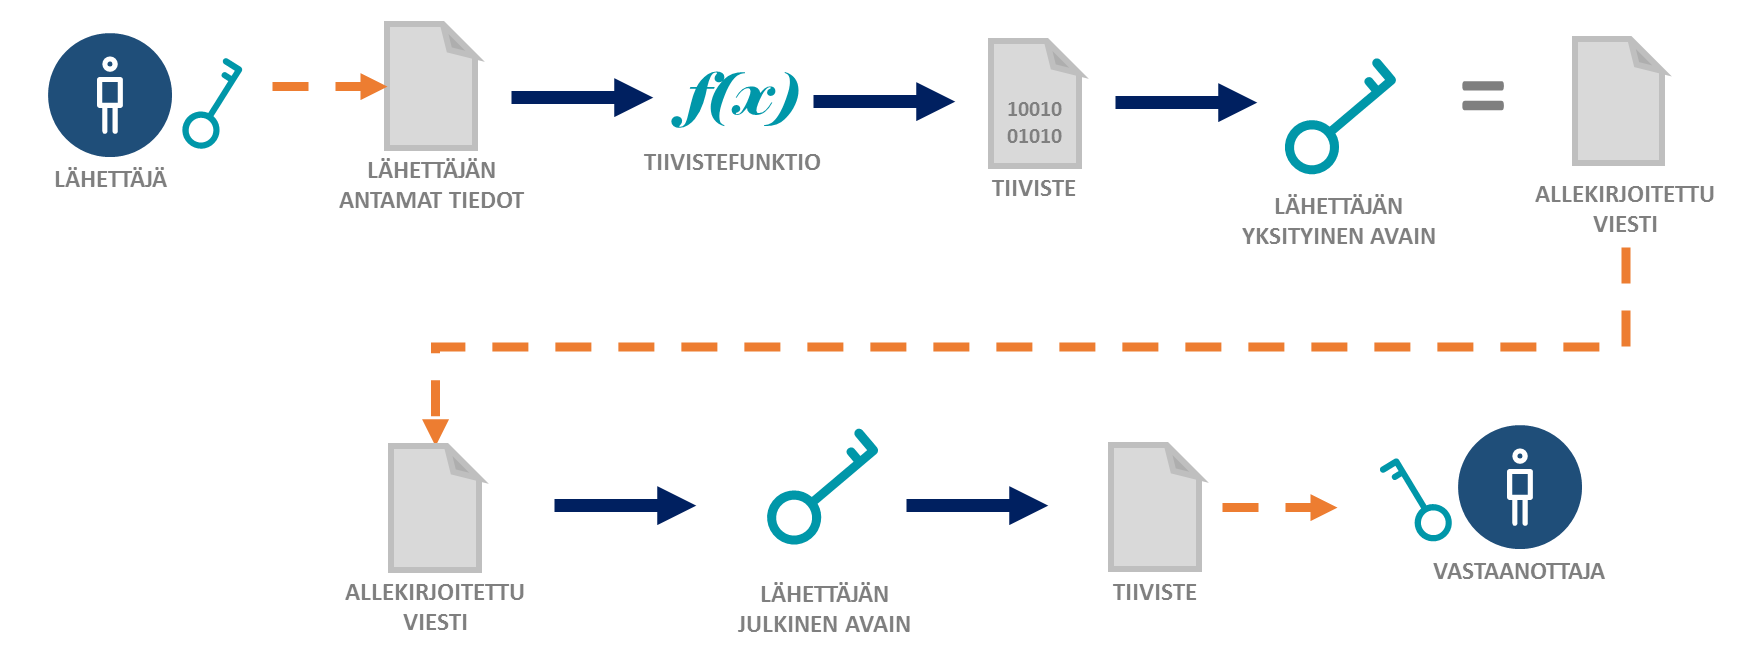 LÄHETTÄJÄ
LÄHETTÄJÄN
ANTAMAT TIEDOT
f(x)
TIIVISTEFUNKTIO
10010
01010
TIIVISTE
LÄHETTÄJÄN
YKSITYINEN AVAIN
=
ALLEKIRJOITETTU
VIESTI
ALLEKIRJOITETTU
VIESTI
LÄHETTÄJÄN
JULKINEN AVAIN
TIIVISTE
VASTAANOTTAJA